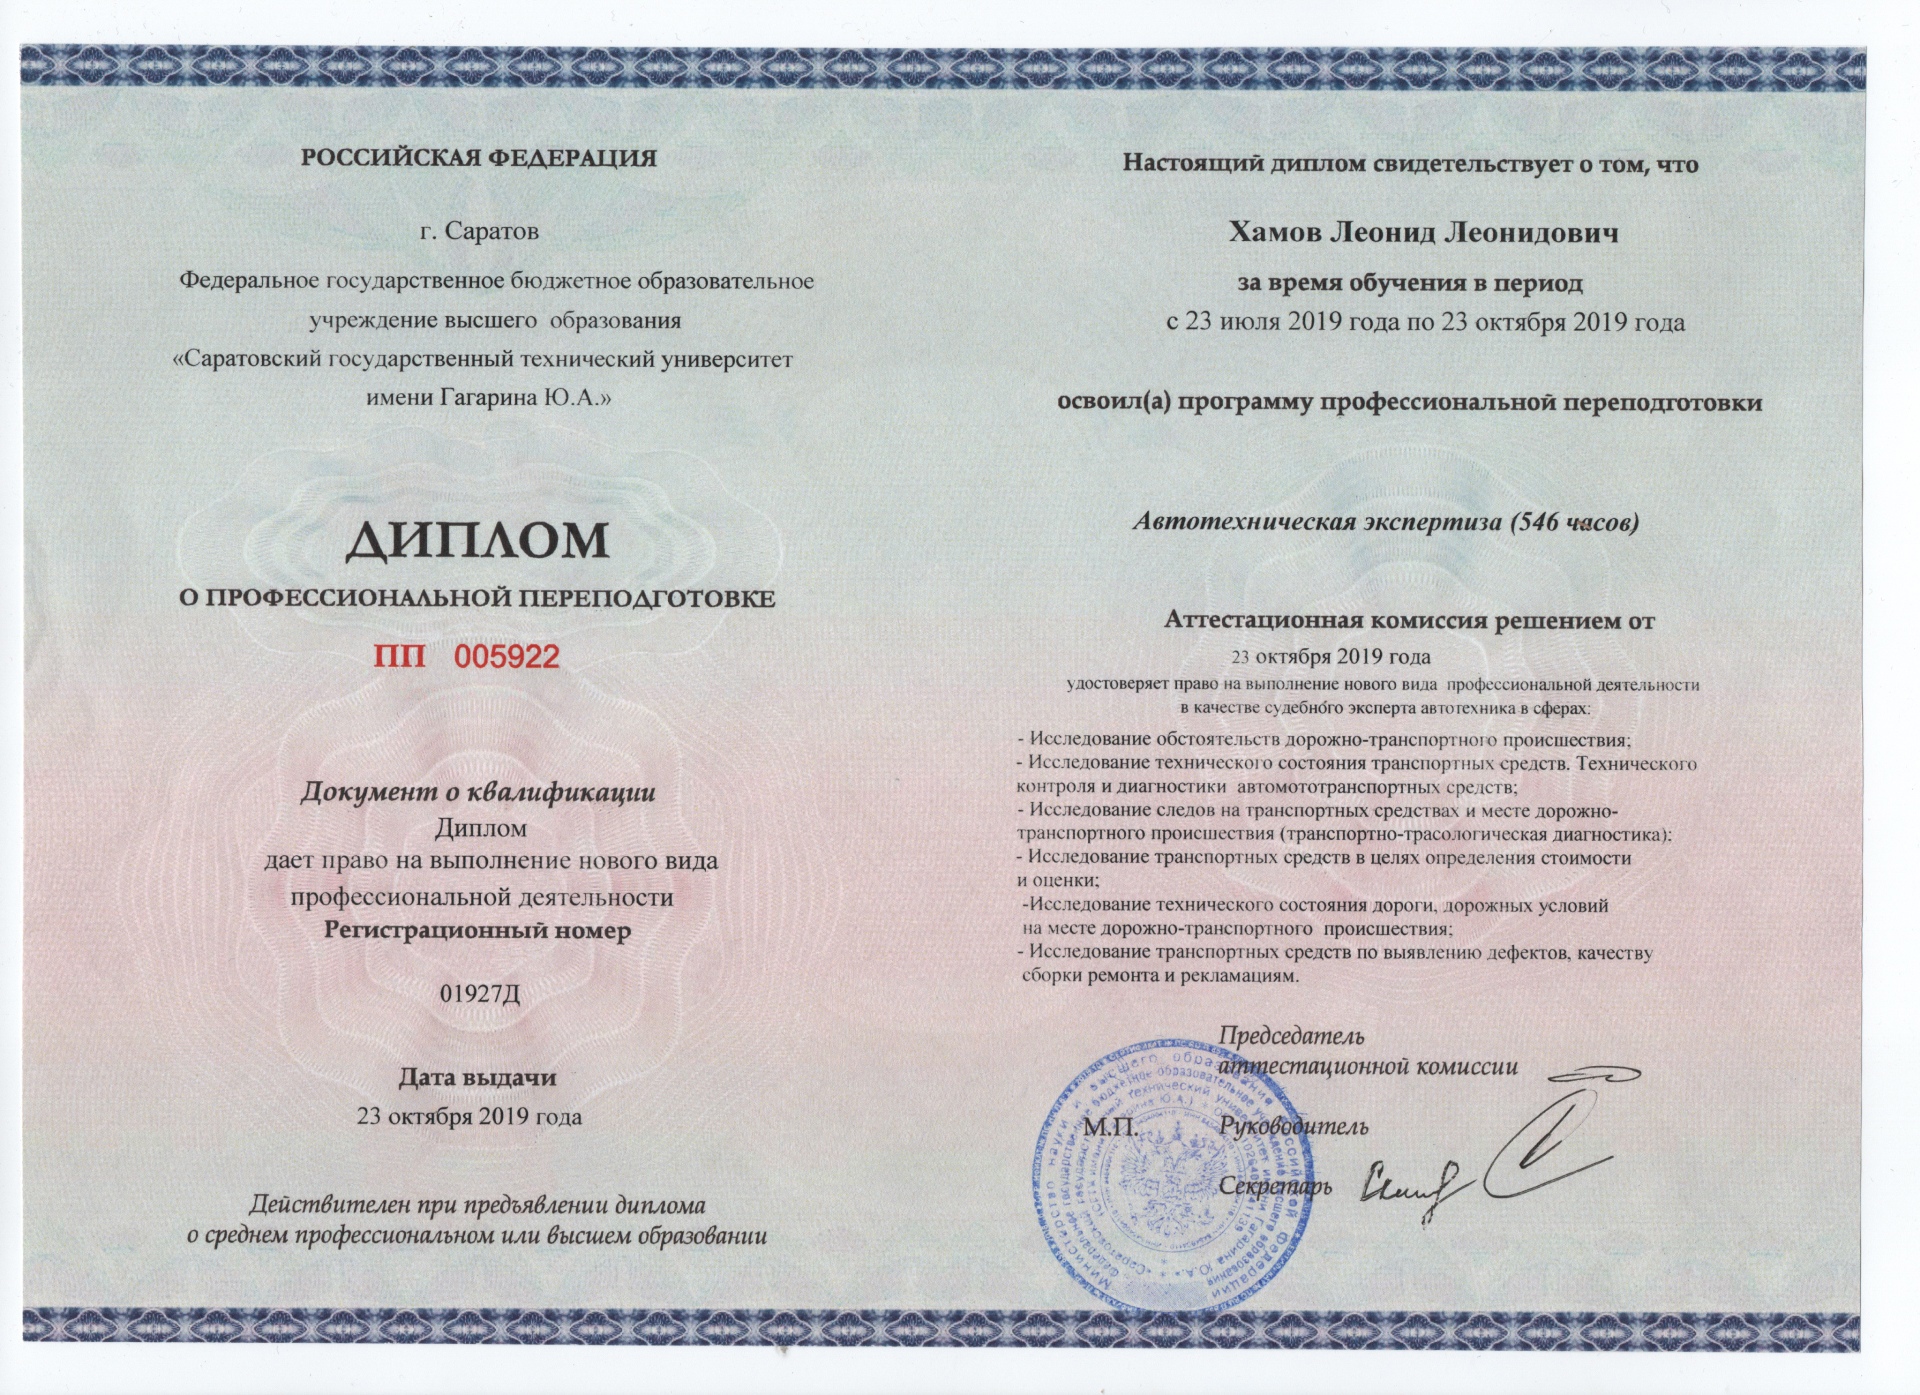 РОССИЙСКАЯ ФЕДЕРАЦИЯ
г. Саратов
Федеральное государственное бюджетное образовательное
учреждение высшего образования
«Саратовский государственный технический университет
имени Гагарина Ю.А.»
ДИПЛОМ
О ПРОФЕССИОНАЛЬНОЙ ПЕРЕПОДГОТОВКЕ
ПП 005922
Документ о квалификации
Диплом
дает право на выполнение нового вида
профессиональной деятельности
Регистрационный номер
01927Д
Дата выдачи
23 октября 2019 года
Действителен при предъявлении диплома
о среднем профессиональном или высшем образовании
Настоящий диплом свидетельствует о том, что
Хамов Леонид Леонидович
за время обучения в период
с 23 июля 2019 года по 23 октября 2019 года
освоил(а) программу профессиональной переподготовки
Автотехническая экспертиза (546 часов)
Аттестационная комиссия решением от
23 октября 2019 года
удостоверяет право на выполнение нового вида профессиональной деятельности
в качестве судебного эксперта автотехника в сферах:
- Исследование обстоятельств дорожно-транспортного происшествия;
- Исследование технического состояния транспортных средств. Технического
контроля и диагностики автомототранспортных средств;
- Исследование следов на транспортных средствах и месте дорожно-
транспортного происшествия (транспортно-трасологическая диагностика):
- Исследование транспортных средств в целях определения стоимости
и оценки;
-Исследование технического состояния дороги, дорожных условий
на месте дорожно-транспортного происшествия;
- Исследование транспортных средств по выявлению дефектов, качеству
сборки ремонта и рекламациям.
Председатель
аттестационной комиссии
М.П.
Руководитель
Секретарь